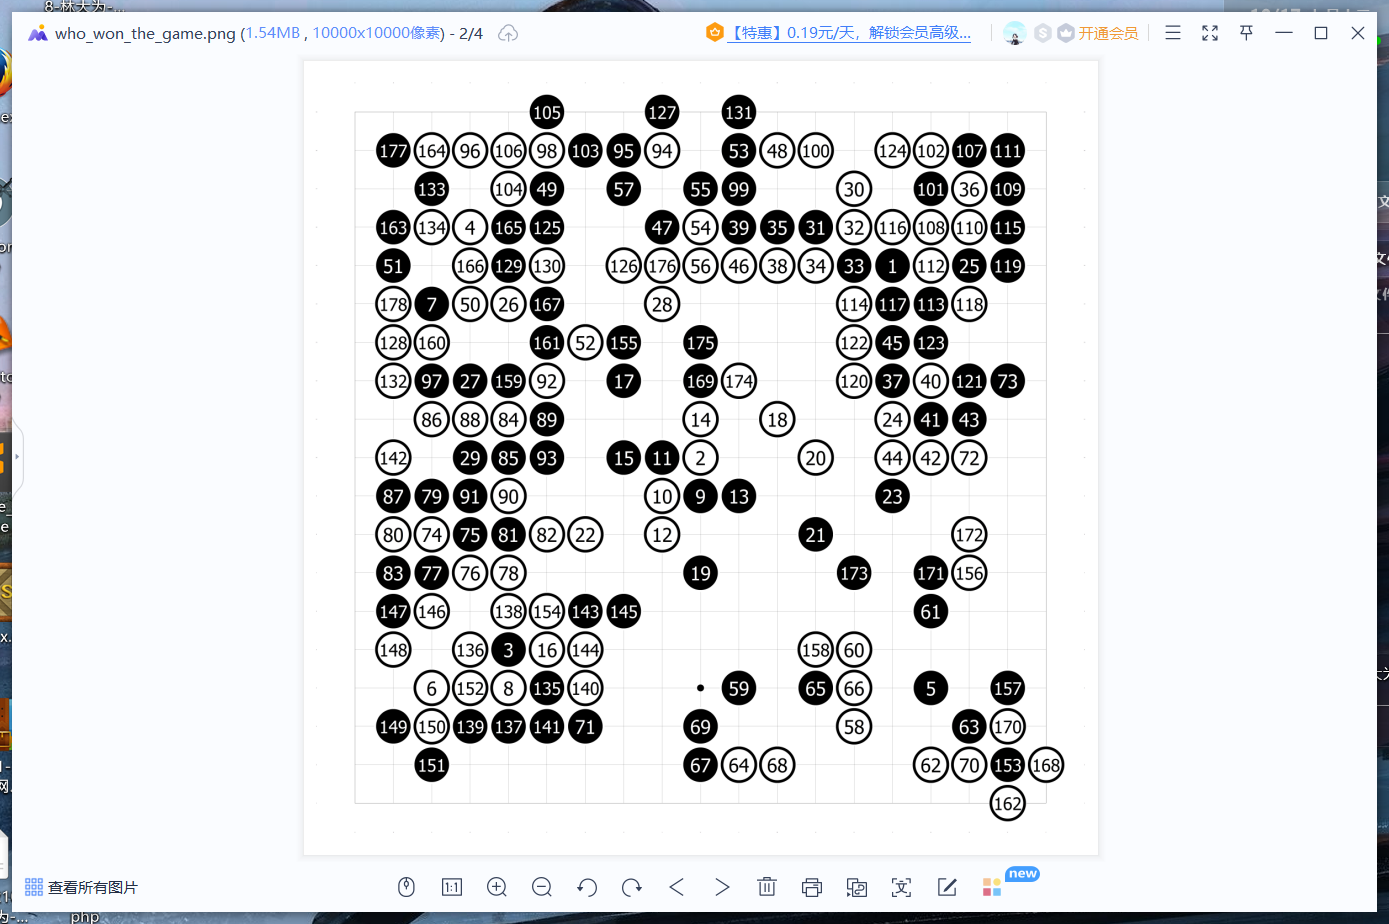 8-林大为-...
who_won_the_game.png (1.54MB , 10000x10000像素) - 2/4
【特惠】0.19元/天，解锁会员高级...
S 开通会员
105 127 131
177 164 96 106 98 103 95 94 53 48 100 124 102 107 111
133 104 49 57 55 99 30 101 36 109
163 134 4 165 125 47 54 39 35 31 32 116 108 110 115
51 166 129 130 126 176 56 46 38 34 33 1 112 25 119
178 7 50 26 167 28 114 117 113 118
128 160 161 52 155 175 122 45 123
132 97 27 159 92 17 169 174 120 37 40 121 73
86 88 84 89 14 18 24 41 43
142 29 85 93 15 11 2 20 44 42 72
87 79 91 90 10 9 13 23
80 74 75 81 82 22 12 21 172
83 77 76 78 19 173 171 156
147 146 138 154 143 145 61
148 136 3 16 144 158 60
6 152 8 135 140 59 65 66 5 157
149 150 139 137 141 71 69 58 63 170
151 67 64 68 62 70 153 168
162
查看所有图片
1:1
new
php